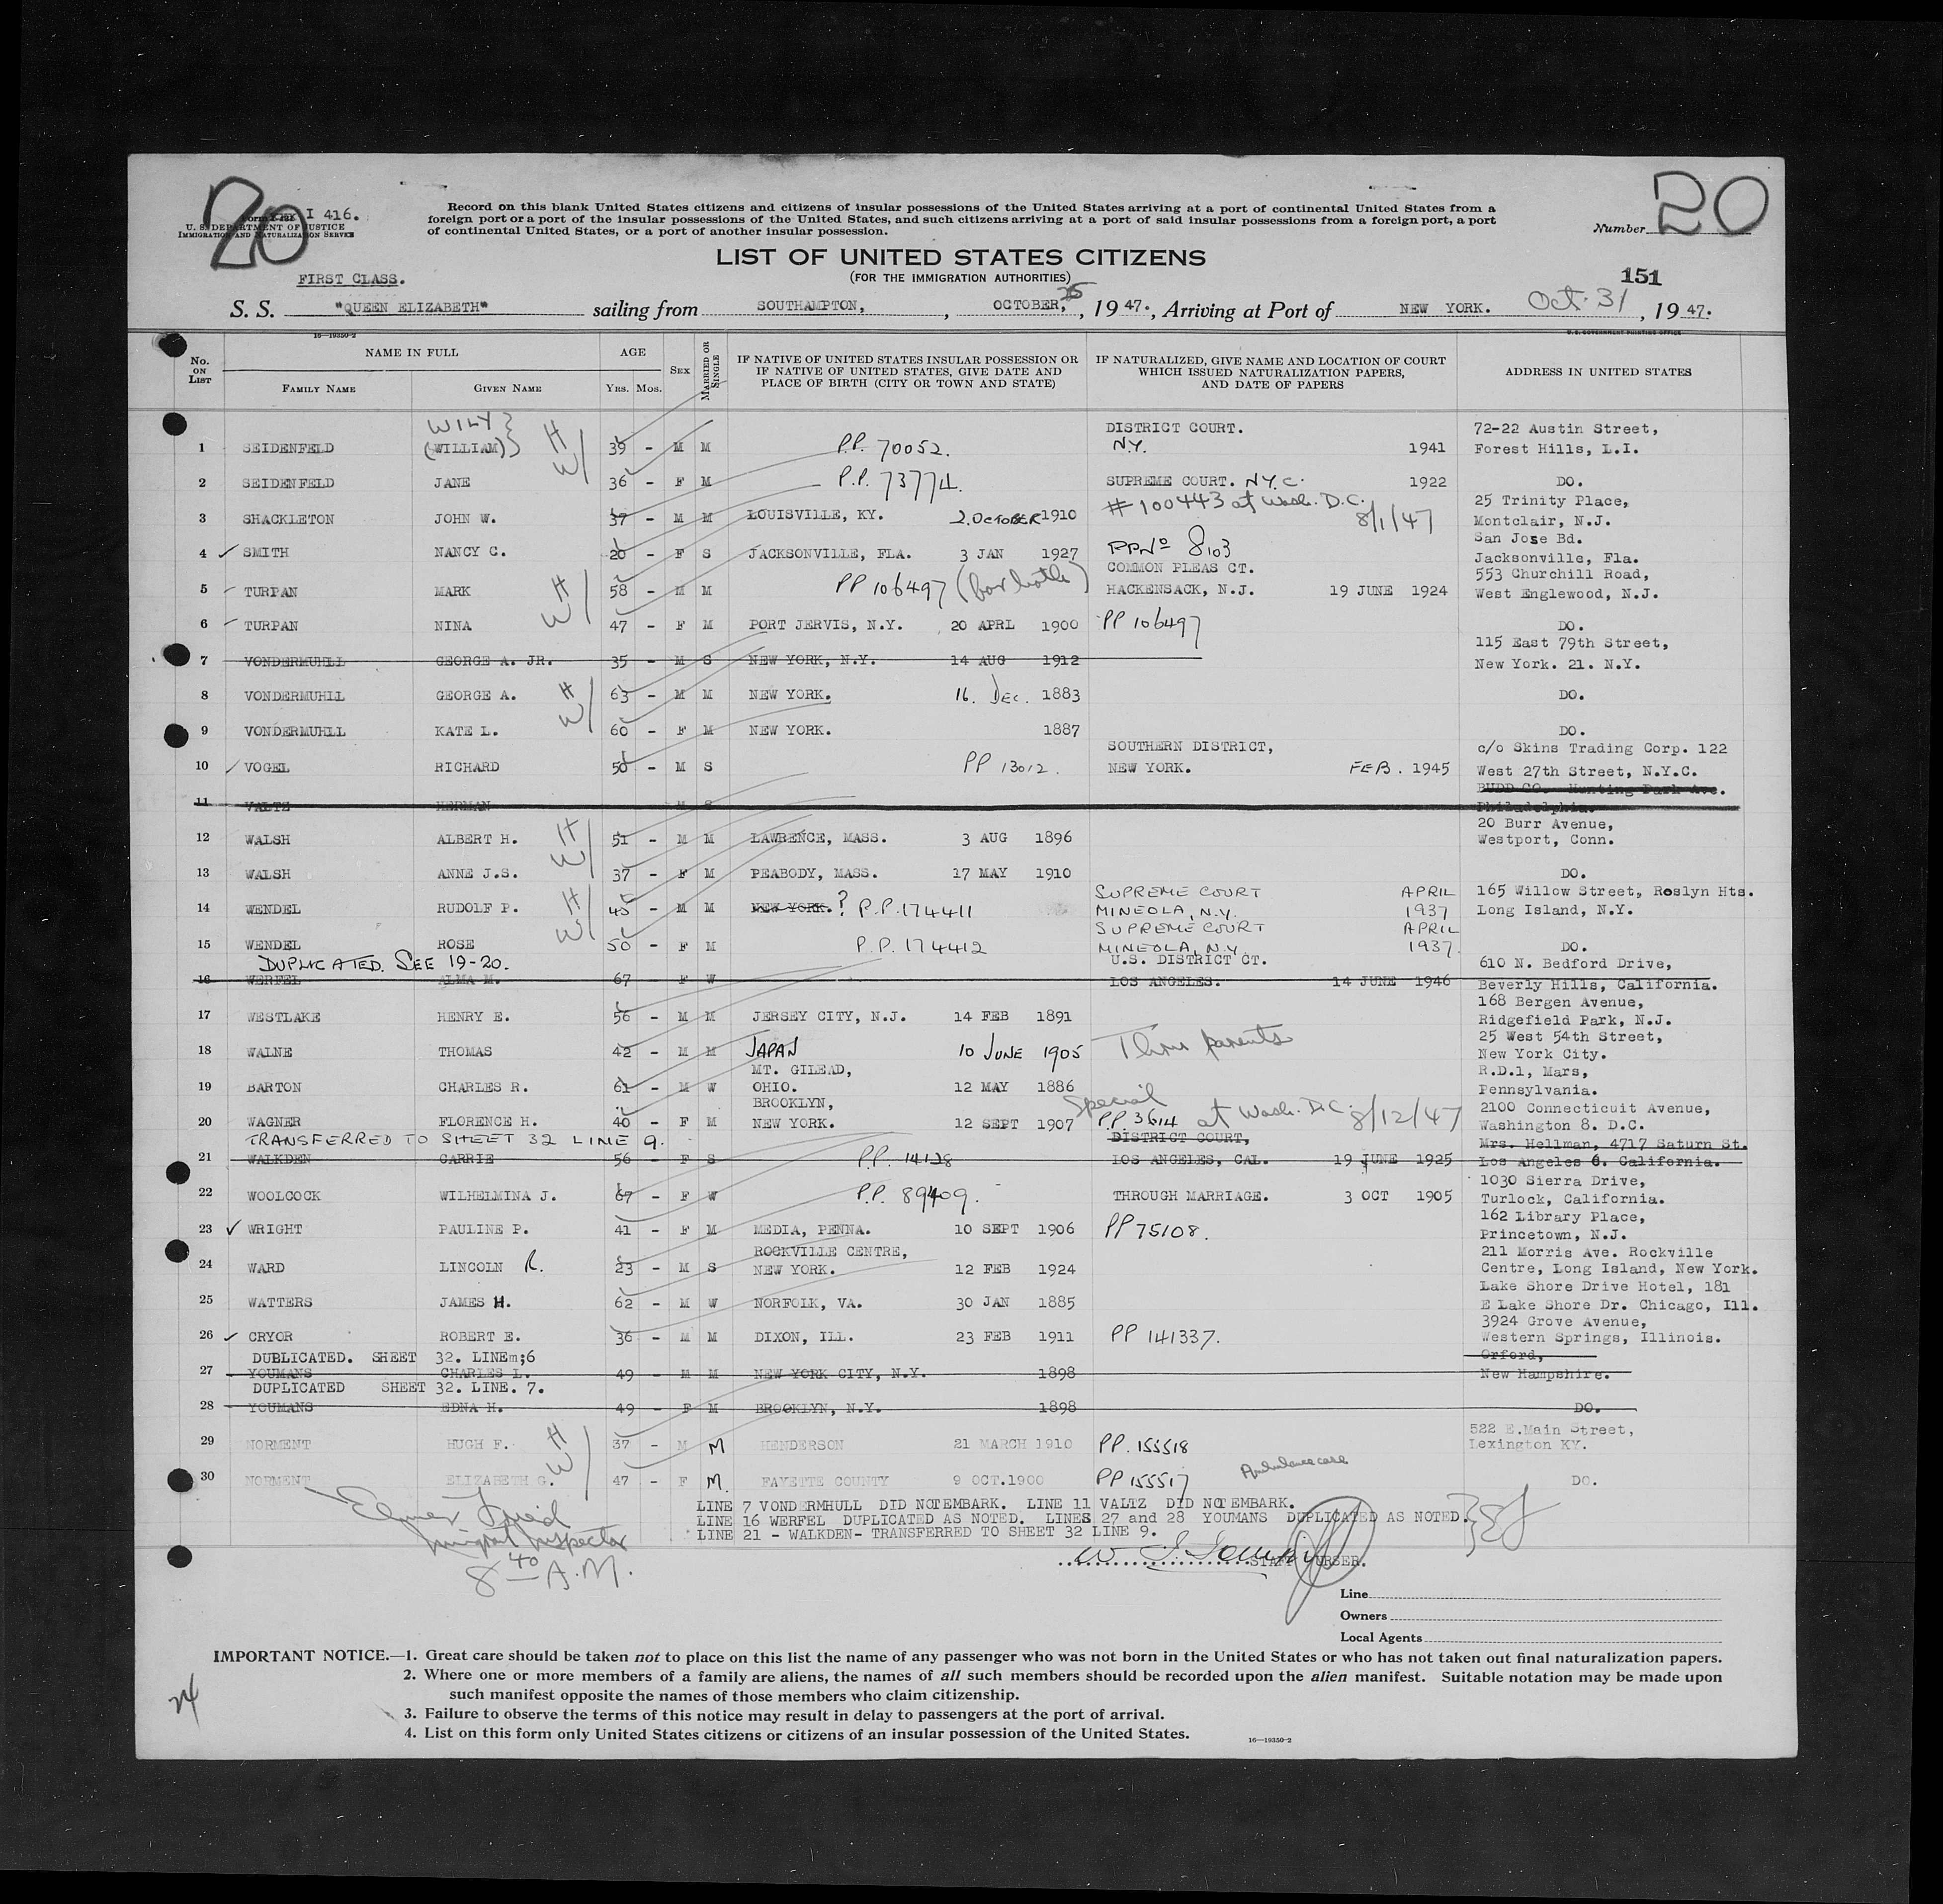 20
20
Form I-415 I 416.
U. S. DEPARTMENT OF JUSTICE
IMMIGRATION AND NATURALIZATION SERVICE
Record on this blank United States citizens and citizens of insular possessions of the United States arriving at a port of continental United States from a
foreign port or a port of the insular possessions of the United States, and such citizens arriving at a port of said insular possessions from a foreign port, a port
of continental United States, or a port of another insular possession.
Number
LIST OF UNITED STATES CITIZENS
(FOR THE IMMIGRATION AUTHORITIES)
151
FIRST CLASS.
S. S. "QUEEN ELIZABETH" sailing from SOUTHAMPTON, , OCTOBER, 25, 1947., Arriving at Port of NEW YORK. Oct. 31, 1947.
16—19350-2
U.S. GOVERNMENT PRINTING OFFICE
No. ON LIST NAME IN FULL FAMILY NAME GIVEN NAME AGE YRS. MOS. SEX MARRIED OR SINGLE IF NATIVE OF UNITED STATES INSULAR POSSESSION OR IF NATIVE OF UNITED STATES, GIVE DATE AND PLACE OF BIRTH (CITY OR TOWN AND STATE) IF NATURALIZED, GIVE NAME AND LOCATION OF COURT WHICH ISSUED NATURALIZATION PAPERS, AND DATE OF PAPERS ADDRESS IN UNITED STATES
WILY DISTRICT COURT. 72-22 Austin Street,
1 SEIDENFELD (WILLIAM) H 39 - M M P.P. 70052. N.Y. 1941 Forest Hills, L.I.
2 SEIDENFELD JANE W 36 - F M P.P. 73774. SUPREME COURT. N.Y.C. 1922 DO.
#100443 at Wash. D.C. 25 Trinity Place,
3 SHACKLETON JOHN W. 37 - M M LOUISVILLE, KY. 2. OCTOBER 1910 8/1/47 Montclair, N.J.
San Jose Bd.
4 SMITH NANCY C. 20 - F S JACKSONVILLE, FLA. 3 JAN 1927 PPNº 8103 Jacksonville, Fla.
COMMON PLEAS CT. 553 Churchill Road,
5 TURPAN MARK H 58 - M M PP 106497 (for both) HACKENSACK, N.J. 19 JUNE 1924 West Englewood, N.J.
6 TURPAN NINA W 47 - F M PORT JERVIS, N.Y. 20 APRL 1900 PP 106497 DO.
115 East 79th Street,
7 VONDERMUHLL GEORGE A. JR. 35 - M S NEW YORK, N.Y. 14 AUG 1912 New York. 21. N.Y.
8 VONDERMUHLL GEORGE A. H 63 - M M NEW YORK. 16. Dec. 1883 DO.
9 VONDERMUHLL KATE L. W 60 - F M NEW YORK. 1887 DO.
SOUTHERN DISTRICT, c/o Skins Trading Corp. 122
10 VOGEL RICHARD 50 - M S PP 13012. NEW YORK. FEB. 1945 West 27th Street, N.Y.C.
BUDD CO. Hunting Park Ave.
11 VALTZ HERMAN M S Philadelphia.
20 Burr Avenue,
12 WALSH ALBERT H. H 51 - M M LAWRENCE, MASS. 3 AUG 1896 Westport, Conn.
13 WALSH ANNE J.S. W 37 - F M PEABODY, MASS. 17 MAY 1910 DO.
SUPREME COURT APRIL 165 Willow Street, Roslyn Hts.
14 WENDEL RUDOLF P. H 45 - M M NEW YORK.? P.P. 174411 MINEOLA, N.Y. 1937 Long Island, N.Y.
SUPREME COURT APRIL
15 WENDEL ROSE W 50 - F M P.P. 174412 MINEOLA, N.Y. 1937. DO.
DUPLICATED. SEE 19-20. U.S. DISTRICT CT. 610 N. Bedford Drive,
16 WERFEL ALMA M. 67 - F W LOS ANGELES. 14 JUNE 1946 Beverly Hills, California.
168 Bergen Avenue,
17 WESTLAKE HENRY E. 56 - M M JERSEY CITY, N.J. 14 FEB 1891 Ridgefield Park, N.J.
25 West 54th Street,
18 WALNE THOMAS 42 - M M JAPAN 10 JUNE 1905 Thru parents New York City.
MT. GILEAD, R.D.1, Mars,
19 BARTON CHARLES R. 61 - M W OHIO. 12 MAY 1886 Pennsylvania.
BROOKLYN, Special 2100 Connecticuit Avenue,
20 WAGNER FLORENCE H. 40 - F M NEW YORK. 12 SEPT 1907 P.P. 3614 at Wash. D.C. 8/12/47 Washington 8. D.C.
TRANSFERRED TO SHEET 32 LINE 9. DISTRICT COURT, Mrs. Hellman, 4717 Saturn St.
21 WALKDEN CARRIE 56 - F S P.P. 14128 LOS ANGELES, CAL. 19 JUNE 1925 Los Angeles 6. California.
1030 Sierra Drive,
22 WOOLCOCK WILHELMINA J. 67 - F W P.P. 89409. THROUGH MARRIAGE. 3 OCT 1905 Turlock, California.
162 Library Place,
23 WRIGHT PAULINE P. 41 - F M MEDIA, PENNA. 10 SEPT 1906 PP 75108. Princetown, N.J.
ROCKVILLE CENTRE, 211 Morris Ave. Rockville
24 WARD LINCOLN R. 23 - M S NEW YORK. 12 FEB 1924 Centre, Long Island, New York.
Lake Shore Drive Hotel, 181
25 WATTERS JAMES H. 62 - M W NORFOLK, VA. 30 JAN 1885 E Lake Shore Dr. Chicago, Ill.
3924 Grove Avenue,
26 CRYOR ROBERT E. 36 - M M DIXON, ILL. 23 FEB 1911 PP 141337. Western Springs, Illinois.
DUBLICATED. SHEET 32. LINEm;6 Orford,
27 YOUMANS CHARLES L. 49 - M M NEW YORK CITY, N.Y. 1898 New Hampshire.
DUPLICATED SHEET 32. LINE. 7.
28 YOUMANS EDNA H. 49 - F M BROOKLYN, N.Y. 1898 DO.
522 E.Main Street,
29 NORMENT HUGH F. H 37 - M M HENDERSON 21 MARCH 1910 PP. 155518 Lexington KY.
Ambulance case
30 NORMENT ELIZABETH G. W 47 - F M. FAYETTE COUNTY 9 OCT.1900 PP 155517 DO.
LINE 7 VONDERMHULL DID NOT EMBARK. LINE 11 VALTZ DID NOT EMBARK.
LINE 16 WERFEL DUPLICATED AS NOTED. LINES 27 and 28 YOUMANS DUPLICATED AS NOTED.
LINE 21 - WALKDEN- TRANSFERRED TO SHEET 32 LINE 9.
Immigrant Inspector
8 40 A.M.
STAFF PURSER.
Line
Owners
Local Agents
IMPORTANT NOTICE.—1. Great care should be taken not to place on this list the name of any passenger who was not born in the United States or who has not taken out final naturalization papers.
2. Where one or more members of a family are aliens, the names of all such members should be recorded upon the alien manifest. Suitable notation may be made upon
such manifest opposite the names of those members who claim citizenship.
3. Failure to observe the terms of this notice may result in delay to passengers at the port of arrival.
4. List on this form only United States citizens or citizens of an insular possession of the United States.
16—19350-2